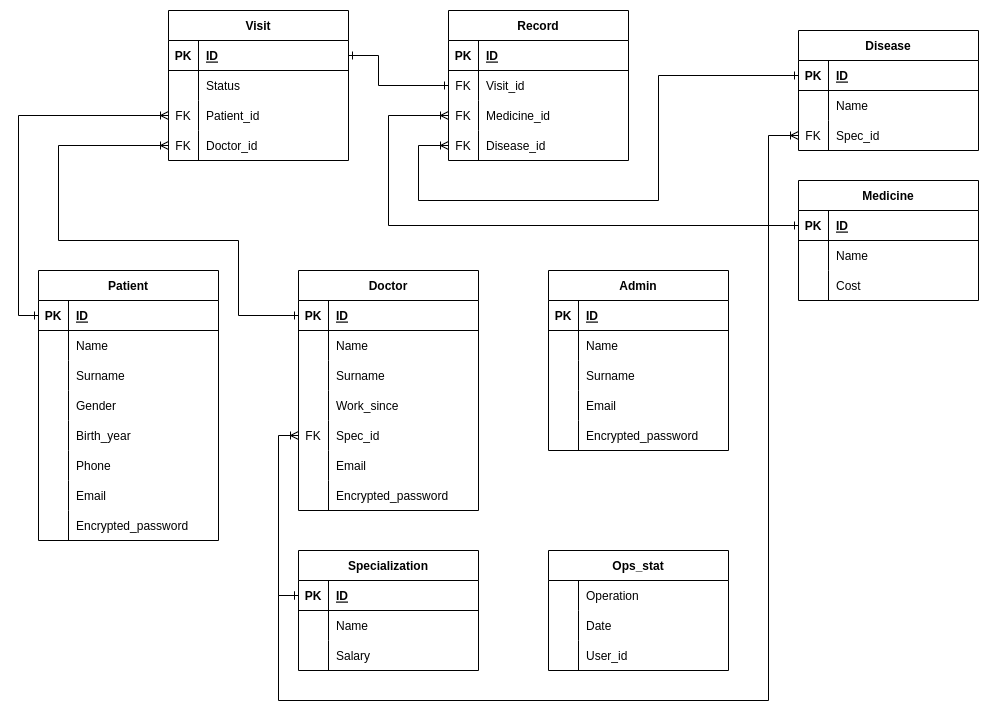 Visit
PK ID
Status
FK Patient_id
FK Doctor_id
Record
PK ID
FK Visit_id
FK Medicine_id
FK Disease_id
Disease
PK ID
Name
FK Spec_id
Medicine
PK ID
Name
Cost
Patient
PK ID
Name
Surname
Gender
Birth_year
Phone
Email
Encrypted_password
Doctor
PK ID
Name
Surname
Work_since
FK Spec_id
Email
Encrypted_password
Admin
PK ID
Name
Surname
Email
Encrypted_password
Specialization
PK ID
Name
Salary
Ops_stat
Operation
Date
User_id